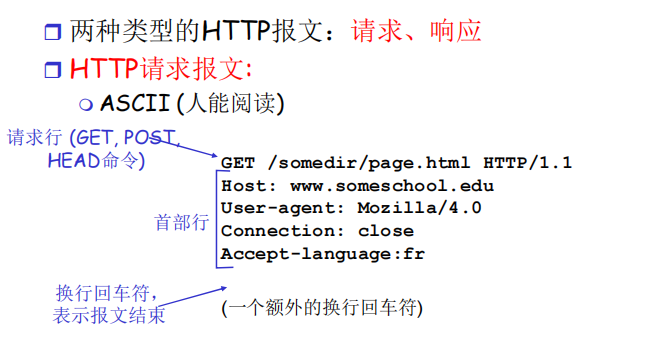 两种类型的HTTP报文：请求、响应
HTTP请求报文:
ASCII (人能阅读)
请求行 (GET, POST,
HEAD命令)
GET /somedir/page.html HTTP/1.1
Host: www.someschool.edu
User-agent: Mozilla/4.0
Connection: close
Accept-language:fr
首部行
换行回车符，
表示报文结束
(一个额外的换行回车符)